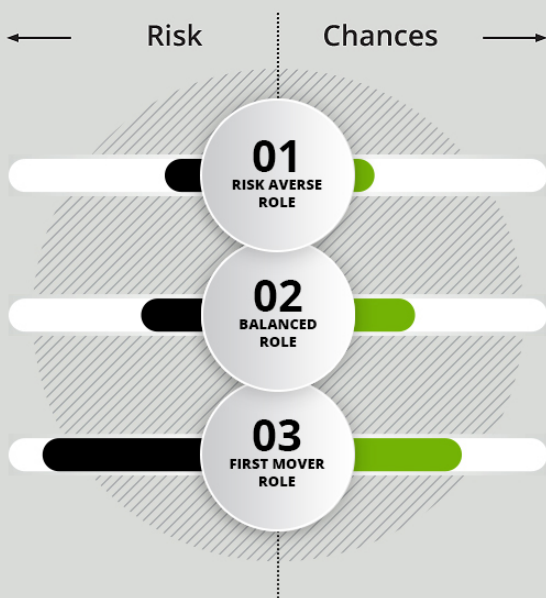 Risk
Chances
01
RISK AVERSE
ROLE
02
BALANCED
ROLE
03
FIRST MOVER
ROLE